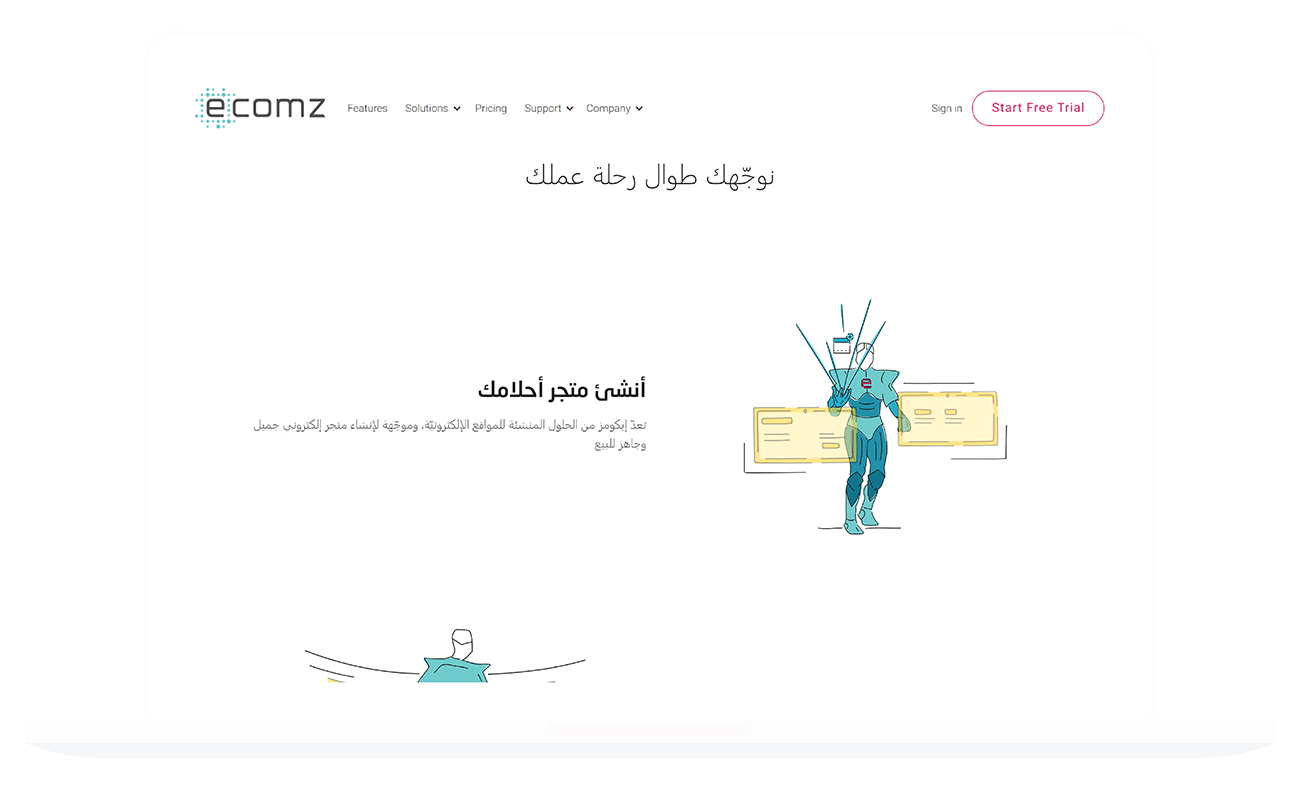 ecomz Features Solutions Pricing Support Company Sign in Start Free Trial
نوجّهك طوال رحلة عملك
أنشئ متجر أحلامك
تعدّ إيكومز من الحلول المنشئة للمواقع الإلكترونيّة، وموجّهة لإنشاء متجر إلكتروني جميل
وجاهز للبيع
e